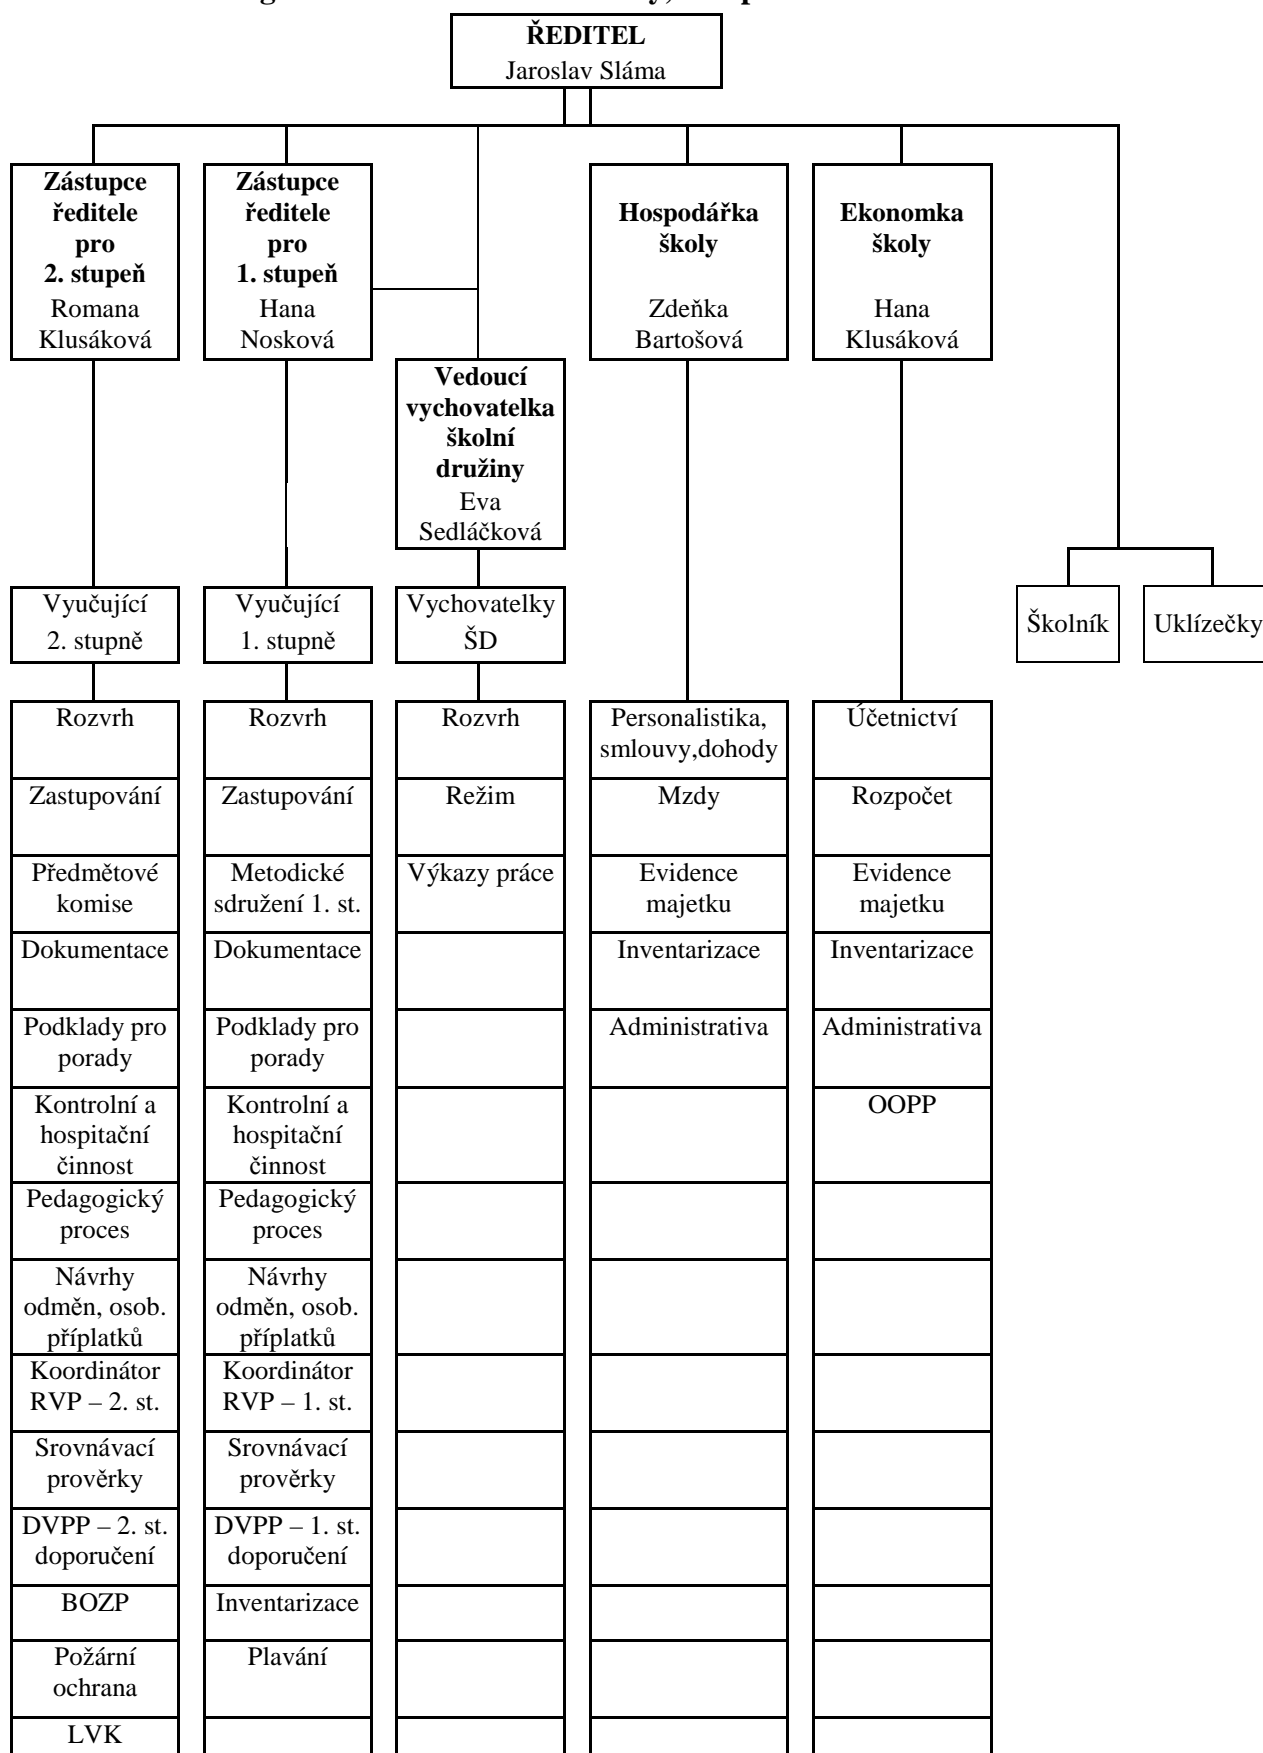 ŘEDITEL
Jaroslav Sláma
Zástupce
ředitele
pro
2. stupeň
Romana
Klusáková
Zástupce
ředitele
pro
1. stupeň
Hana
Nosková
Hospodářka
školy
Zdeňka
Bartošová
Ekonomka
školy
Hana
Klusáková
Vedoucí
vychovatelka
školní
družiny
Eva
Sedláčková
Vyučující
2. stupně
Vyučující
1. stupně
Vychovatelky
ŠD
Školník
Uklízečky
Rozvrh
Zastupování
Předmětové
komise
Dokumentace
Podklady pro
porady
Kontrolní a
hospitační
činnost
Pedagogický
proces
Návrhy
odměn, osob.
příplatků
Koordinátor
RVP – 2. st.
Srovnávací
prověrky
DVPP – 2. st.
doporučení
BOZP
Požární
ochrana
LVK
Rozvrh
Zastupování
Metodické
sdružení 1. st.
Dokumentace
Podklady pro
porady
Kontrolní a
hospitační
činnost
Pedagogický
proces
Návrhy
odměn, osob.
příplatků
Koordinátor
RVP – 1. st.
Srovnávací
prověrky
DVPP – 1. st.
doporučení
Inventarizace
Plavání
Rozvrh
Režim
Výkazy práce
Personalistika,
smlouvy,dohody
Mzdy
Evidence
majetku
Inventarizace
Administrativa
Účetnictví
Rozpočet
Evidence
majetku
Inventarizace
Administrativa
OOPP